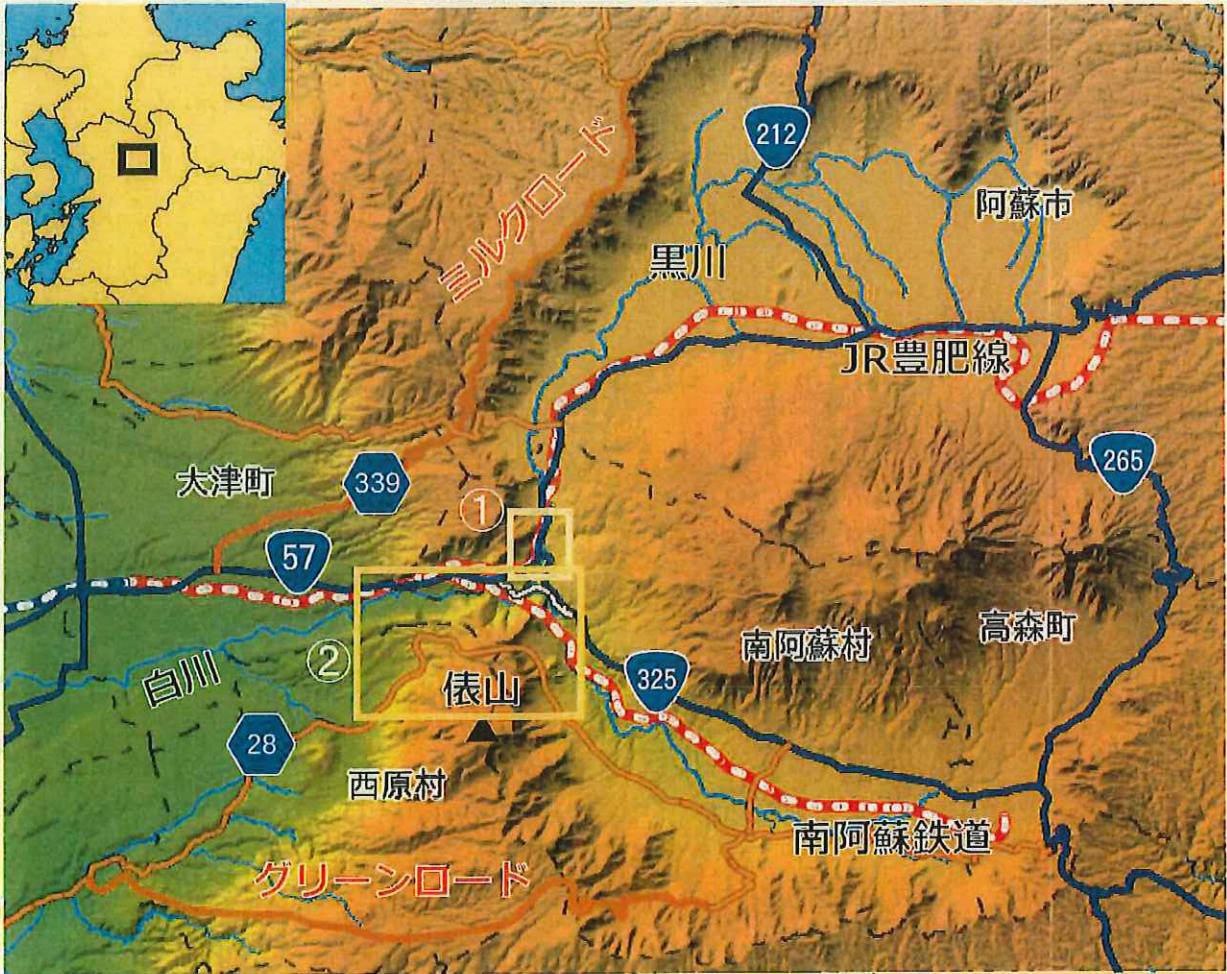 212
阿蘇市
ミルクロード
黒川
JR豊肥線
265
大津町
339
①
57
②
白川
南阿蘇村
高森町
325
俵山
28
西原村
南阿蘇鉄道
グリーンロード